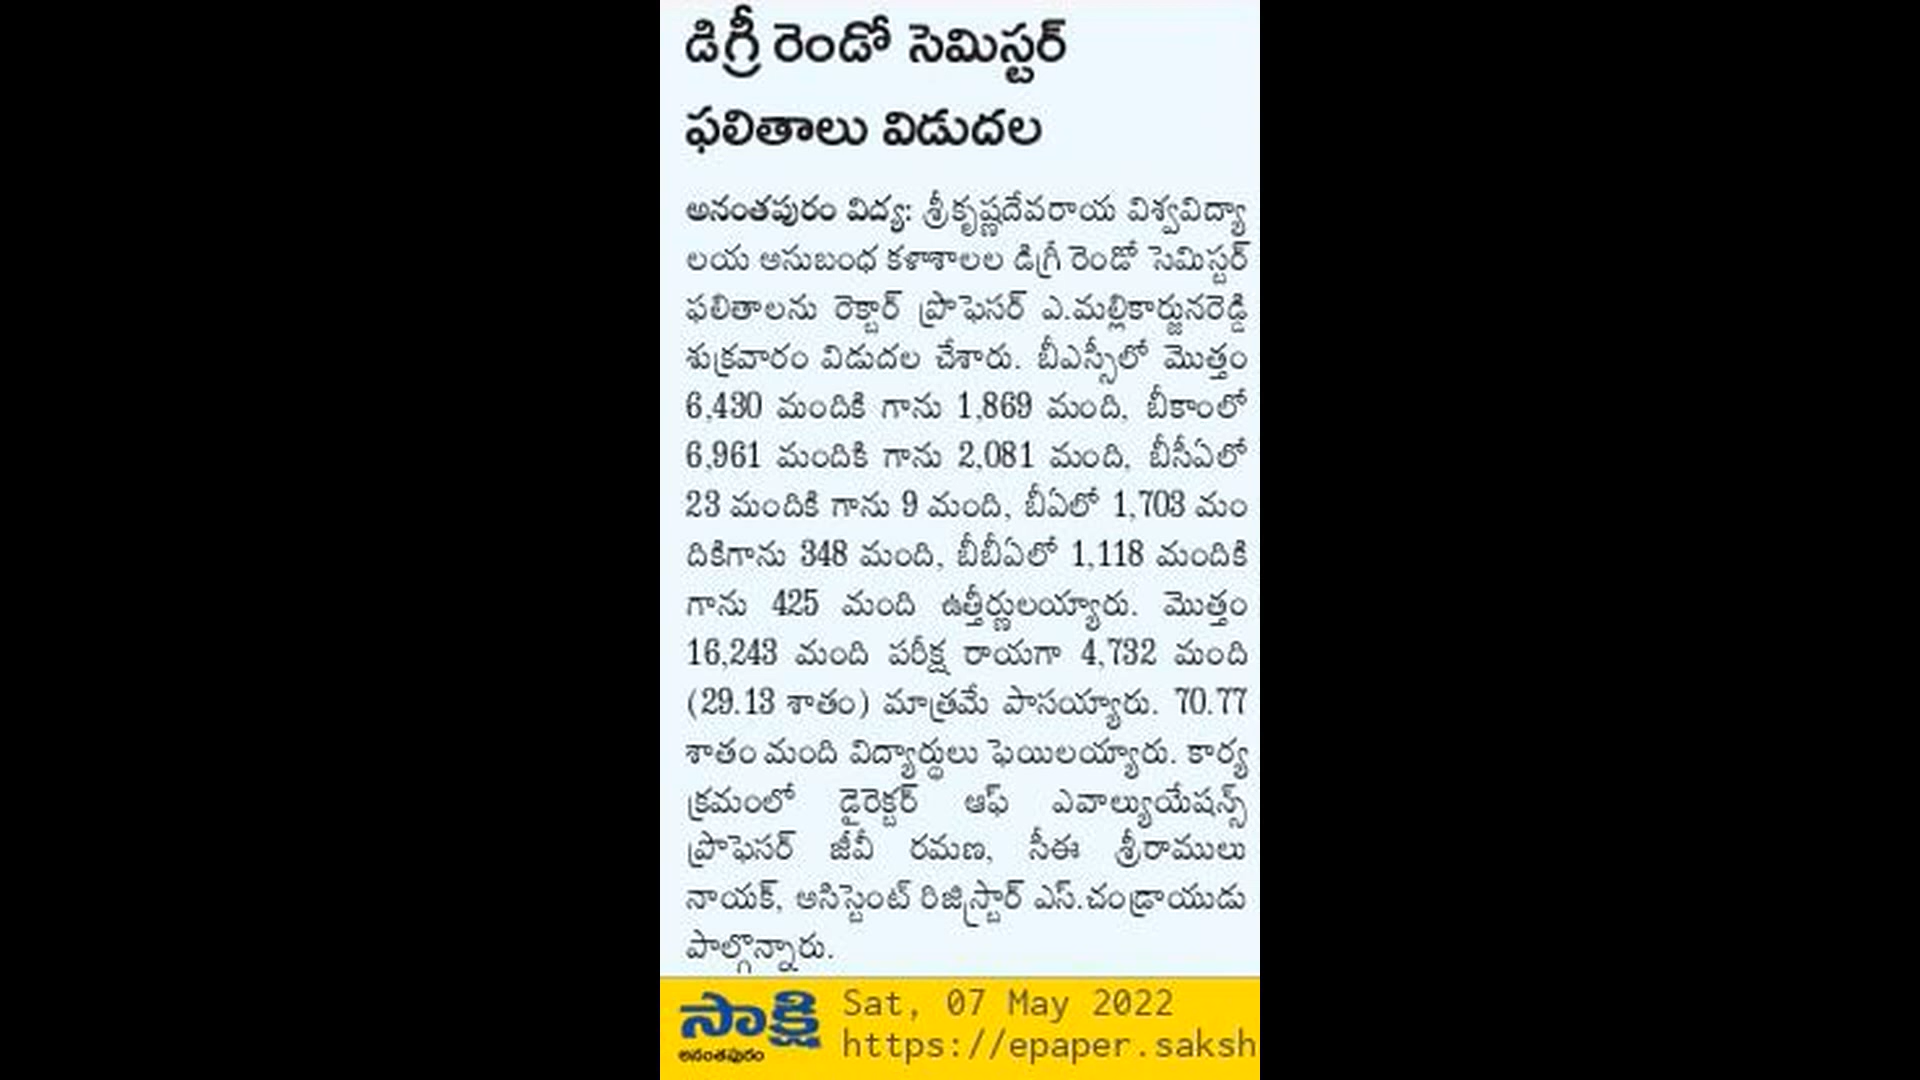 డిగ్రీ రెండో సెమిస్టర్
ఫలితాలు విడుదల
అనంతపురం విద్య: శ్రీకృష్ణదేవరాయ విశ్వవిద్యా
లయ అనుబంధ కళాశాలల డిగ్రీ రెండో సెమిస్టర్
ఫలితాలను రెక్టార్ ప్రొఫెసర్ ఎ.మల్లికార్జునరెడ్డి
శుక్రవారం విడుదల చేశారు. బీఎస్సీలో మొత్తం
6,430 మందికి గాను 1,869 మంది, బీకాంలో
6,961 మందికి గాను 2,081 మంది, బీసీఏలో
23 మందికి గాను 9 మంది, బీఏలో 1,703 మం
దికిగాను 348 మంది, బీబీఏలో 1,118 మందికి
గాను 425 మంది ఉత్తీర్ణులయ్యారు. మొత్తం
16,243 మంది పరీక్ష రాయగా 4,732 మంది
(29.13 శాతం) మాత్రమే పాసయ్యారు. 70.77
శాతం మంది విద్యార్థులు ఫెయిలయ్యారు. కార్య
క్రమంలో డైరెక్టర్ ఆఫ్ ఎవాల్యుయేషన్స్
ప్రొఫెసర్ జీవీ రమణ, సీఈ శ్రీరాములు
నాయక్, అసిస్టెంట్ రిజిస్ట్రార్ ఎస్.చంద్రాయుడు
పాల్గొన్నారు.
సాక్షి
అనంతపురం
Sat, 07 May 2022
https://epaper.saksh